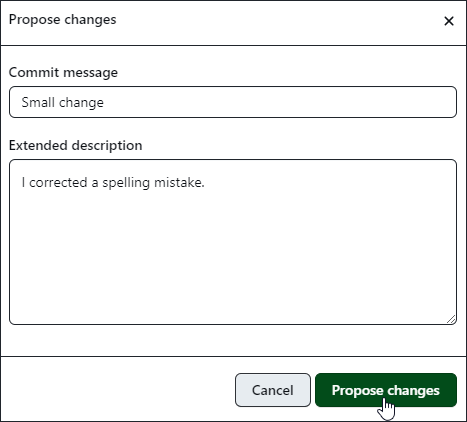 Propose changes
Commit message
Small change
Extended description
I corrected a spelling mistake.
Cancel
Propose changes